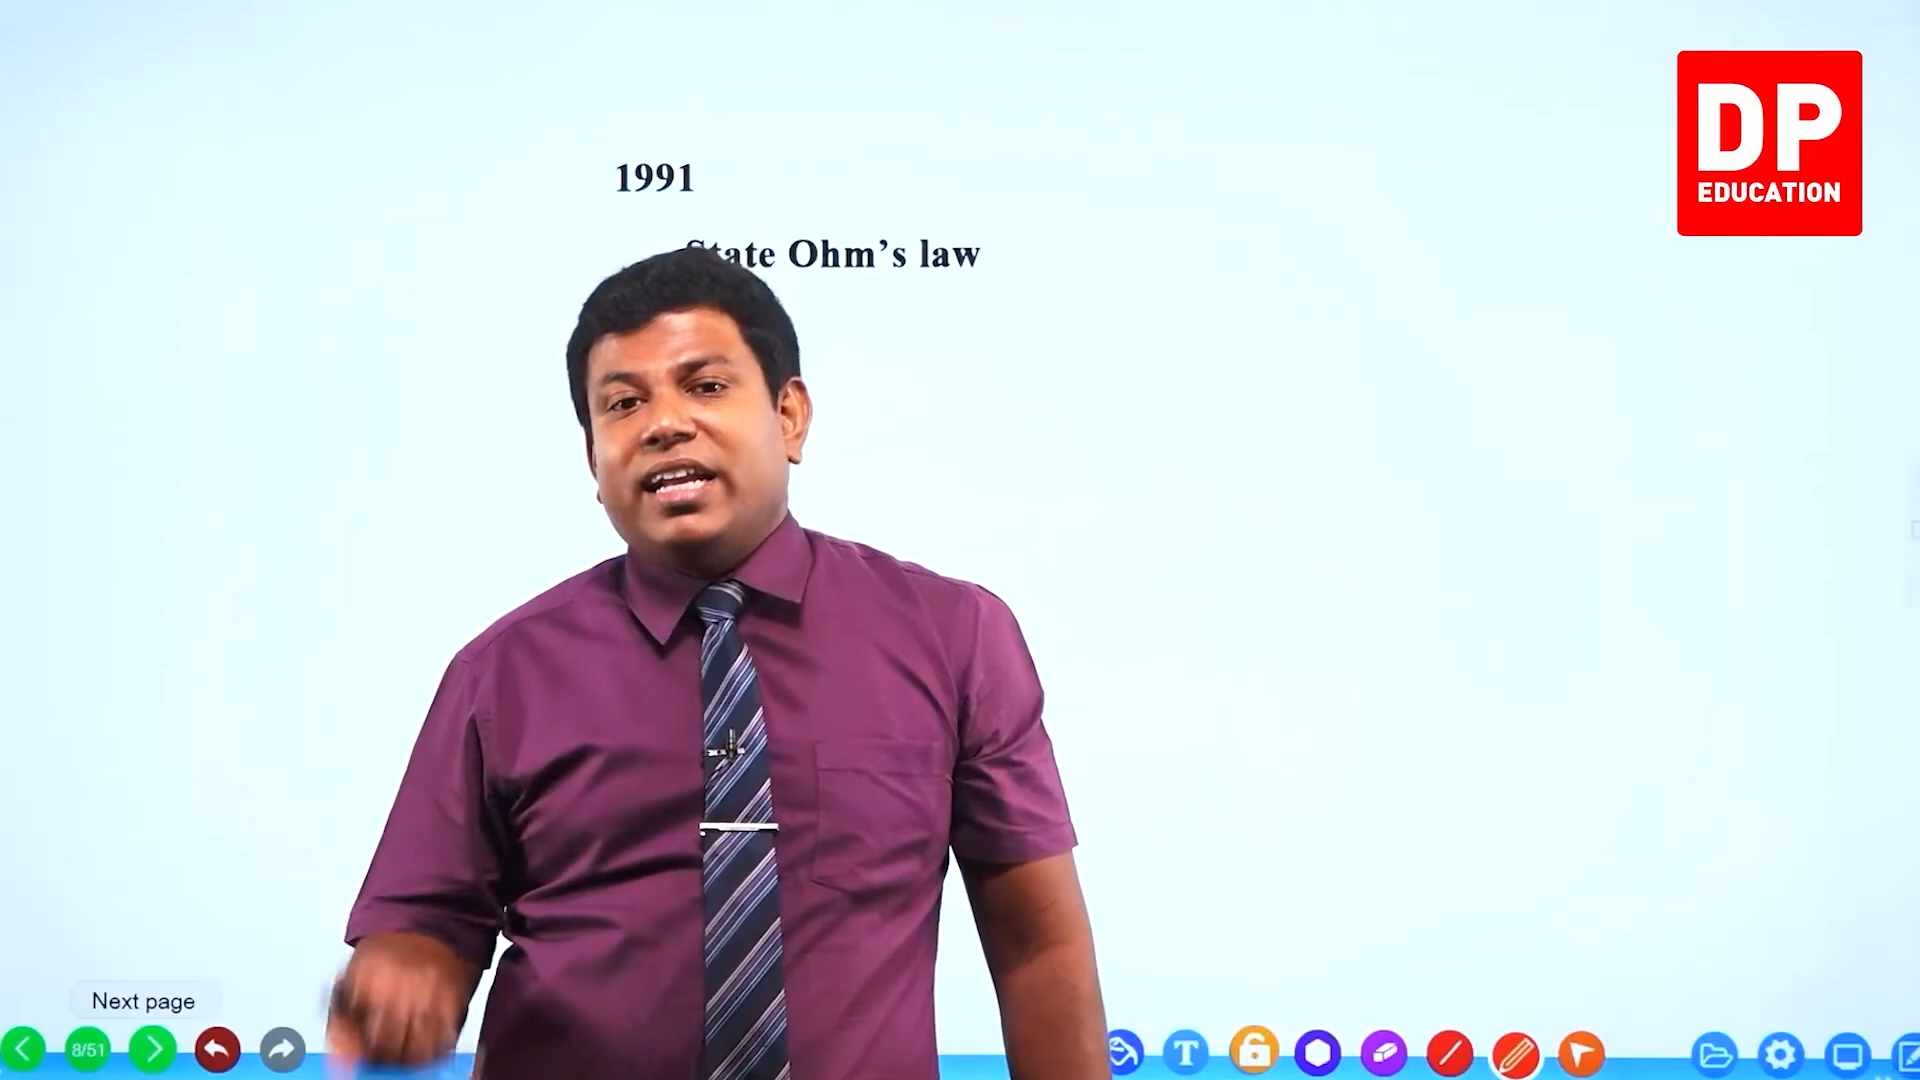 DP
EDUCATION
1991
State Ohm’s law
Next page
8/51
T